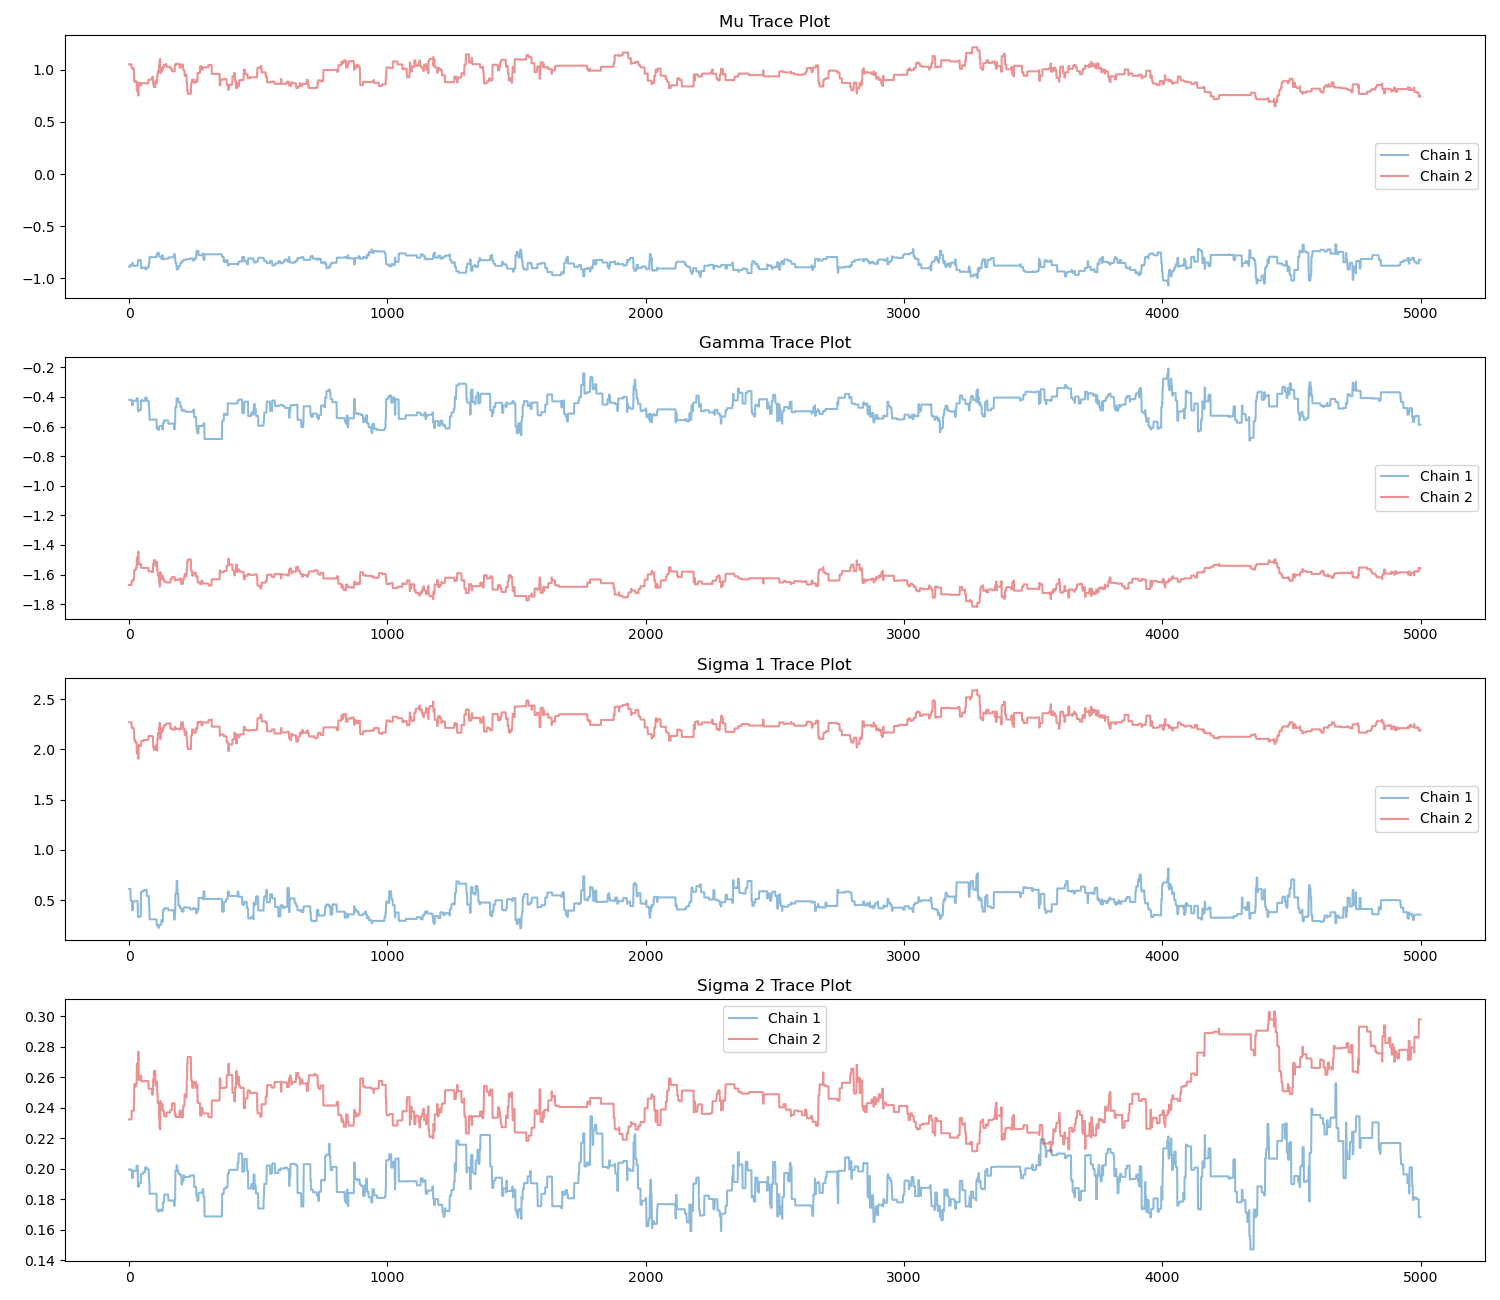 Mu Trace Plot
1.0
0.5
0.0
−0.5
−1.0
Chain 1
Chain 2
0 1000 2000 3000 4000 5000
Gamma Trace Plot
−0.2
−0.4
−0.6
−0.8
−1.0
−1.2
−1.4
−1.6
−1.8
Chain 1
Chain 2
0 1000 2000 3000 4000 5000
Sigma 1 Trace Plot
2.5
2.0
1.5
1.0
0.5
Chain 1
Chain 2
0 1000 2000 3000 4000 5000
Sigma 2 Trace Plot
0.30
0.28
0.26
0.24
0.22
0.20
0.18
0.16
0.14
Chain 1
Chain 2
0 1000 2000 3000 4000 5000